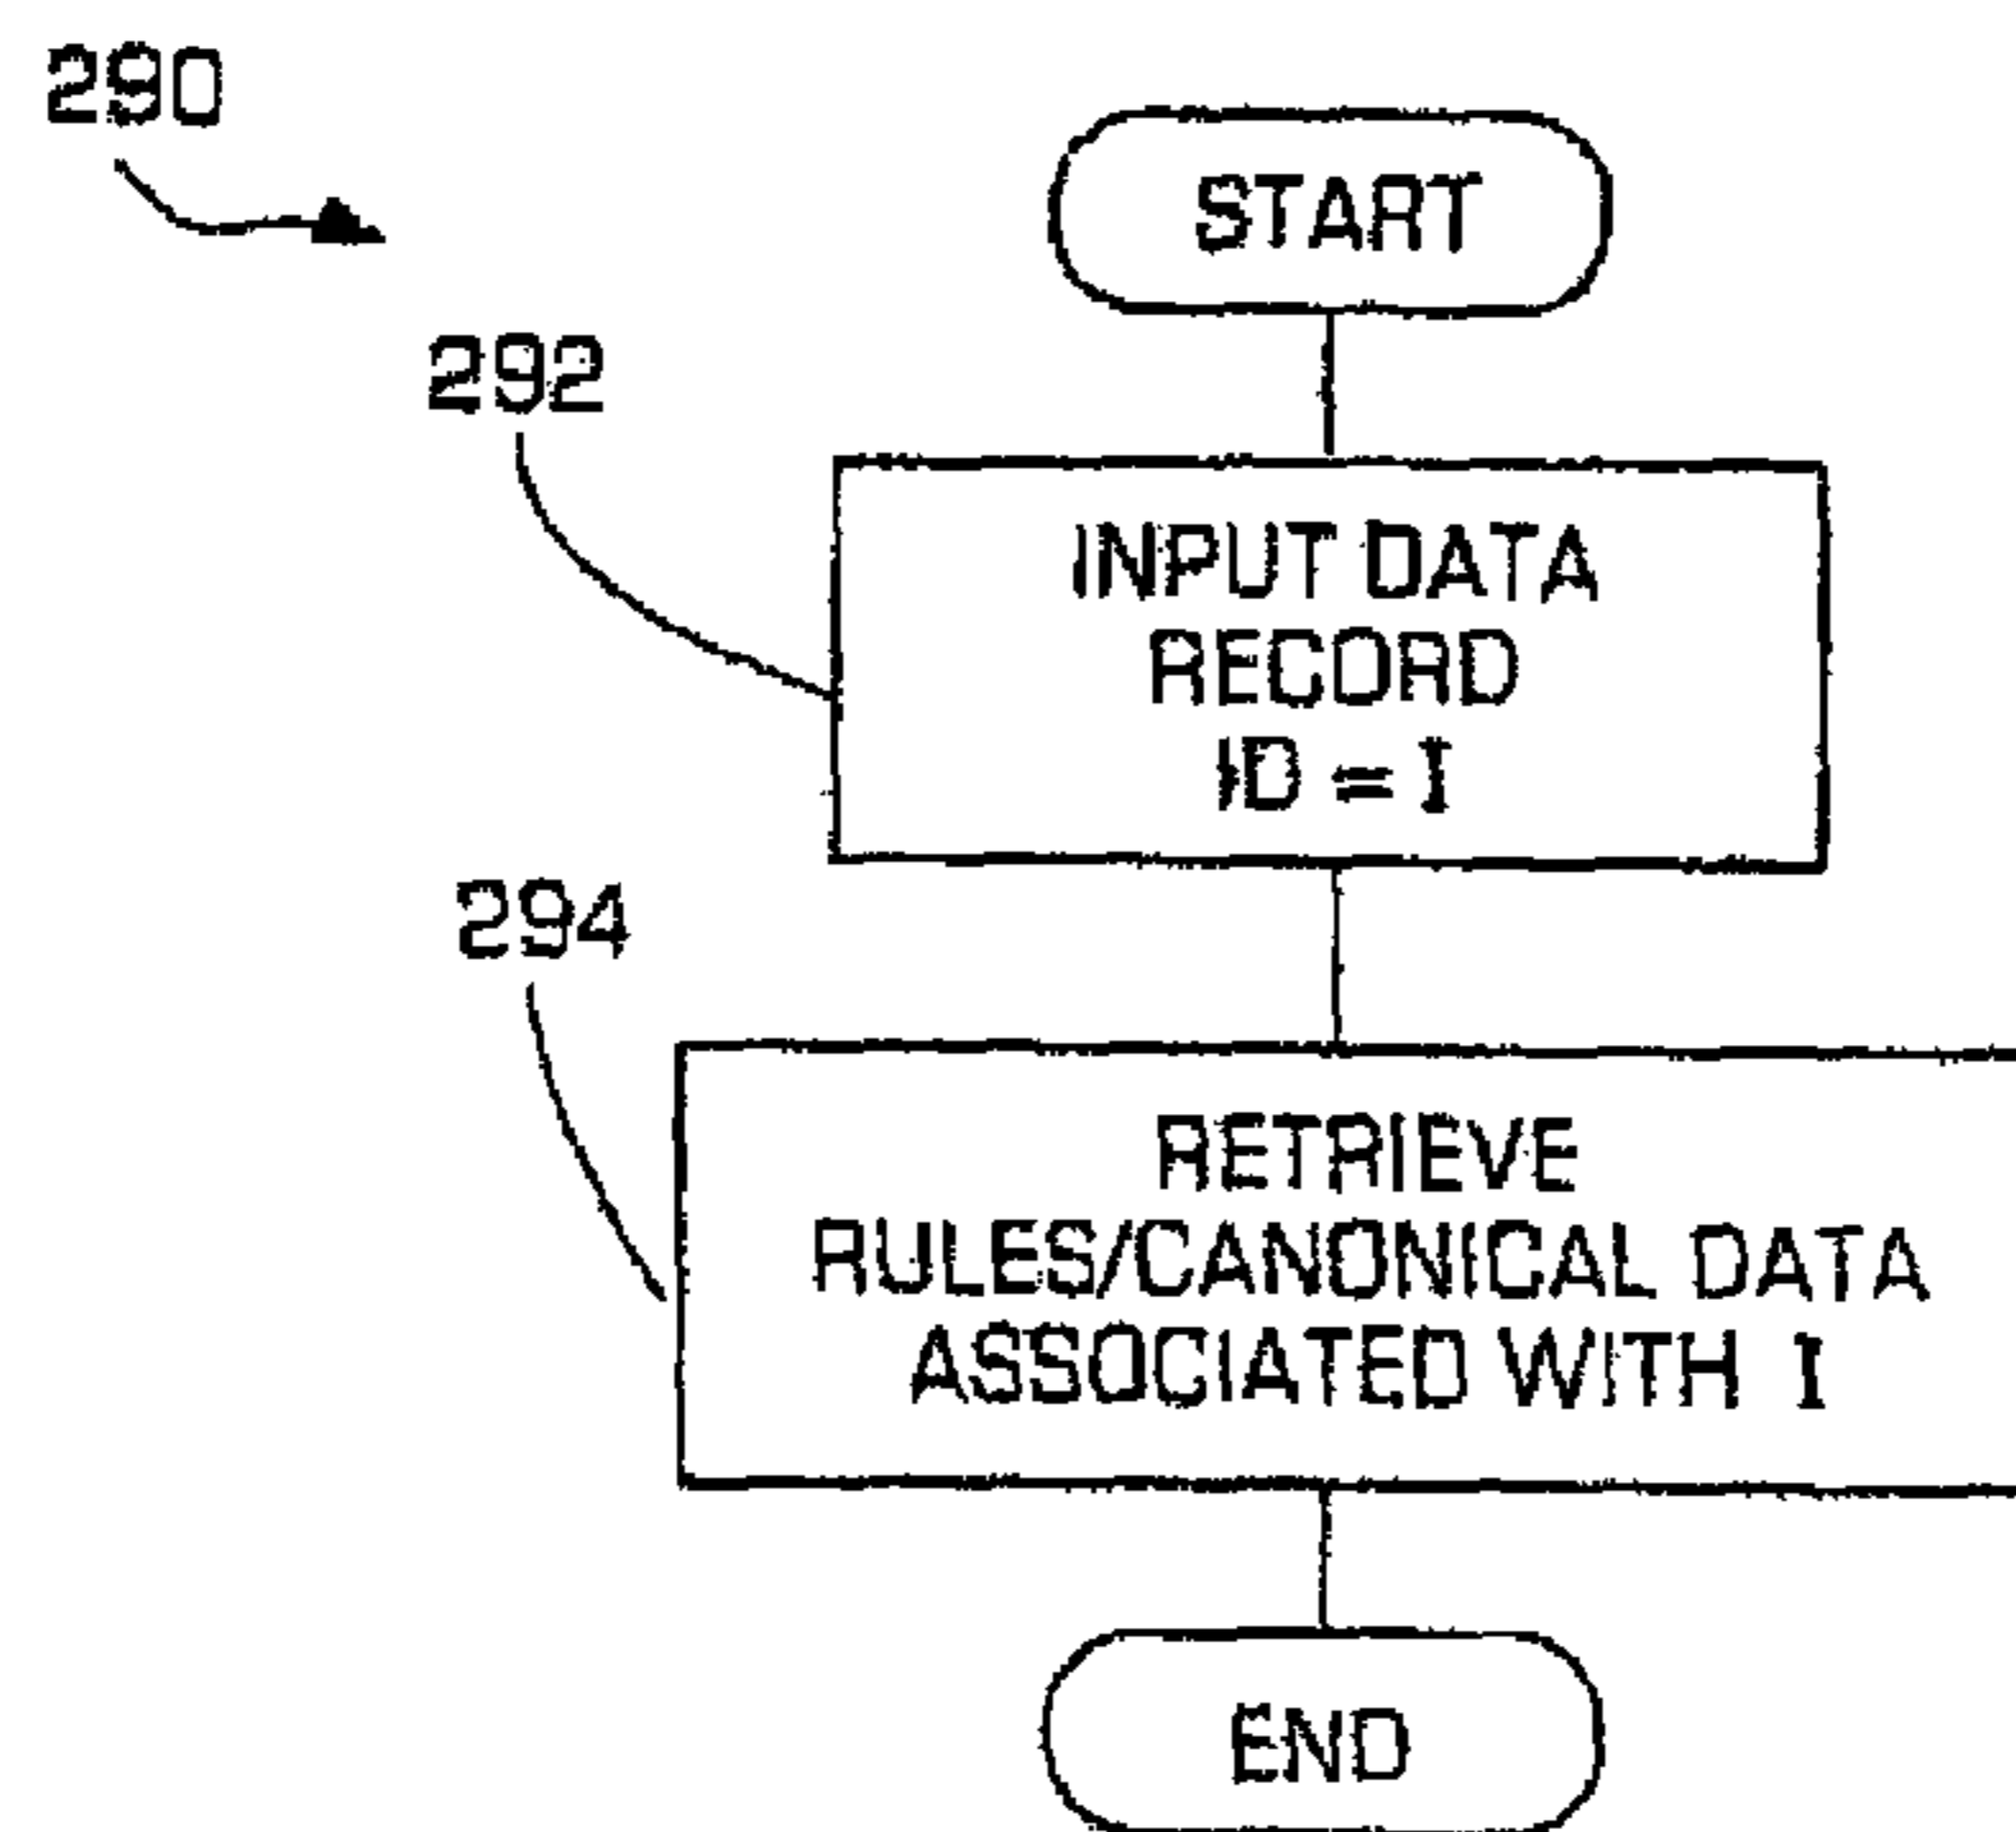 290
START
292
INPUT DATA
RECORD
ID = I
294
RETRIEVE
RULES/CANONICAL DATA
ASSOCIATED WITH I
END